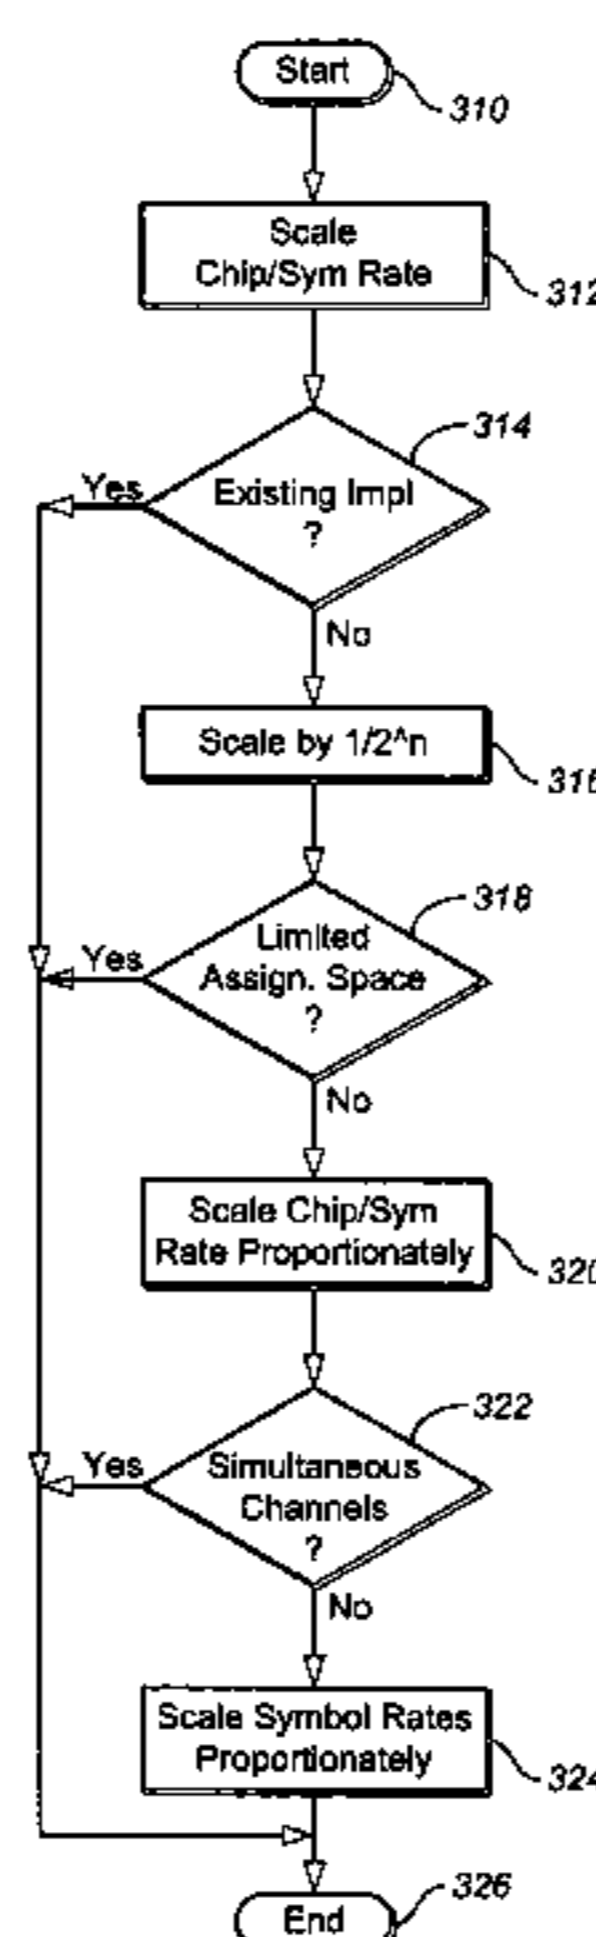 Start
310
Scale
Chip/Sym Rate
312
314
Yes
Existing Impl
?
No
Scale by 1/2^n
316
318
Yes
Limited
Assign. Space
?
No
Scale Chip/Sym
Rate Proportionately
320
322
Yes
Simultaneous
Channels
?
No
Scale Symbol Rates
Proportionately
324
326
End